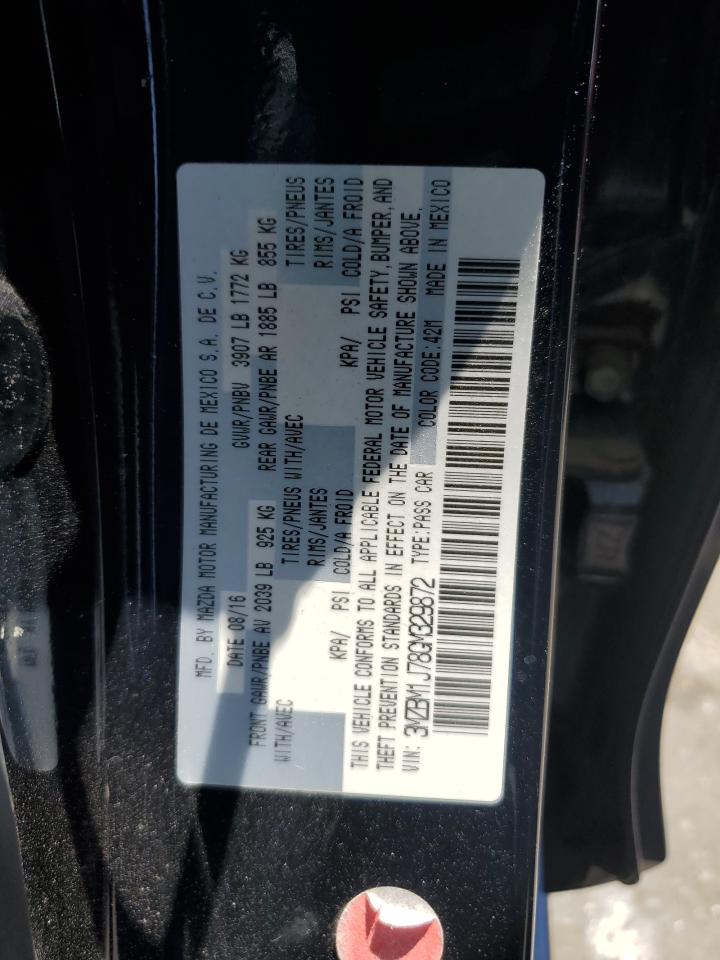 MFD. BY MAZDA MOTOR MANUFACTURING DE MEXICO S.A. DE C.V.
DATE 08/16 GVWR/PNBV 3907 LB 1772 KG
FRONT GAWR/PNBE AV 2039 LB 925 KG REAR GAWR/PNBE AR 1885 LB 855 KG
WITH/AVEC TIRES/PNEUS WITH/AVEC TIRES/PNEUS
RIMS/JANTES RIMS/JANTES
KPA/ PSI COLD/A FROID KPA/ PSI COLD/A FROID
THIS VEHICLE CONFORMS TO ALL APPLICABLE FEDERAL MOTOR VEHICLE SAFETY, BUMPER, AND
THEFT PREVENTION STANDARDS IN EFFECT ON THE DATE OF MANUFACTURE SHOWN ABOVE.
VIN: 3MZBM1J78GM329872 TYPE:PASS CAR COLOR CODE:42M MADE IN MEXICO